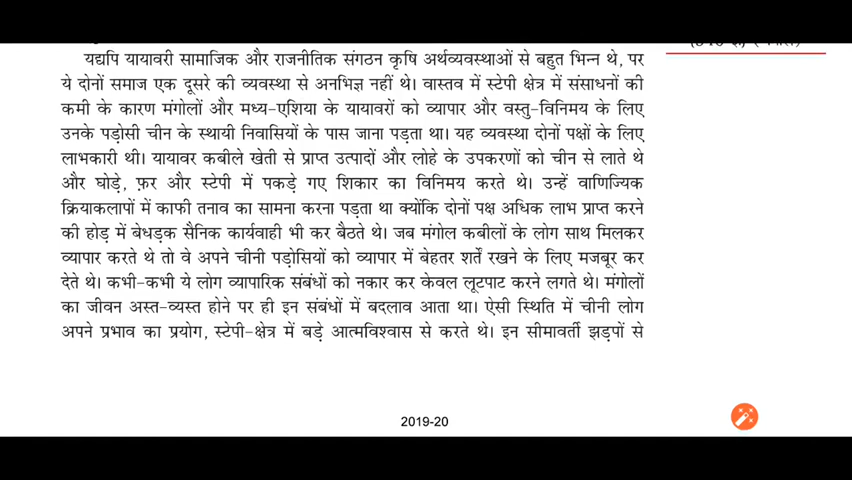 यद्यपि यायावरी सामाजिक और राजनीतिक संगठन कृषि अर्थव्यवस्थाओं से बहुत भिन्न थे, पर
ये दोनों समाज एक दूसरे की व्यवस्था से अनभिज्ञ नहीं थे। वास्तव में स्टेपी क्षेत्र में संसाधनों की
कमी के कारण मंगोलों और मध्य-एशिया के यायावरों को व्यापार और वस्तु-विनिमय के लिए
उनके पड़ोसी चीन के स्थायी निवासियों के पास जाना पड़ता था। यह व्यवस्था दोनों पक्षों के लिए
लाभकारी थी। यायावर कबीले खेती से प्राप्त उत्पादों और लोहे के उपकरणों को चीन से लाते थे
और घोड़े, फ़र और स्टेपी में पकड़े गए शिकार का विनिमय करते थे। उन्हें वाणिज्यिक
क्रियाकलापों में काफी तनाव का सामना करना पड़ता था क्योंकि दोनों पक्ष अधिक लाभ प्राप्त करने
की होड़ में बेधड़क सैनिक कार्यवाही भी कर बैठते थे। जब मंगोल कबीलों के लोग साथ मिलकर
व्यापार करते थे तो वे अपने चीनी पड़ोसियों को व्यापार में बेहतर शर्तें रखने के लिए मजबूर कर
देते थे। कभी-कभी ये लोग व्यापारिक संबंधों को नकार कर केवल लूटपाट करने लगते थे। मंगोलों
का जीवन अस्त-व्यस्त होने पर ही इन संबंधों में बदलाव आता था। ऐसी स्थिति में चीनी लोग
अपने प्रभाव का प्रयोग, स्टेपी-क्षेत्र में बड़े आत्मविश्वास से करते थे। इन सीमावर्ती झड़पों से
2019-20